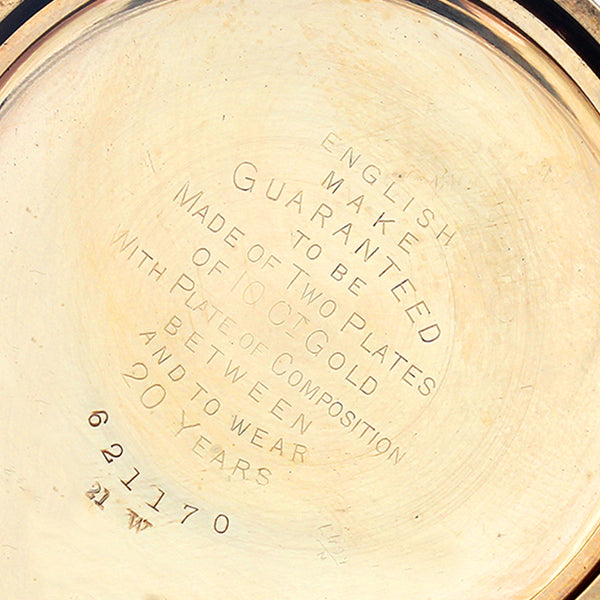 ENGLISH
MAKE
GUARANTEED
TO BE
MADE OF TWO PLATES
OF 10 CT GOLD
WITH PLATE OF COMPOSITION
BETWEEN
AND TO WEAR
20 YEARS
621170
21 W